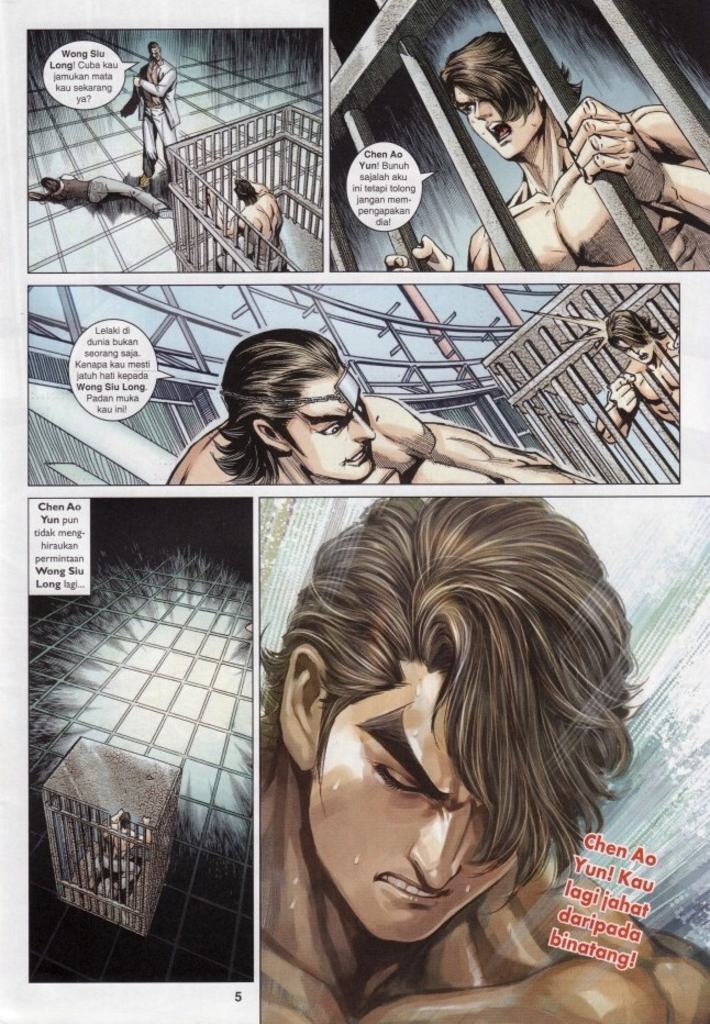 Wong Siu
Long! Cuba kau
jamukan mata
kau sekarang
ya?
Chen Ao
Yun! Bunuh
sajalah aku
ini tetapi tolong
jangan mem-
pengapakan
dia!
Lelaki di
dunia bukan
seorang saja.
Kenapa kau mesti
jatuh hati kepada
Wong Siu Long.
Padan muka
kau ini!
Chen Ao
Yun pun
tidak meng-
hiraukan
permintaan
Wong Siu
Long lagi...
Chen Ao
Yun! Kau
lagi jahat
daripada
binatang!
5